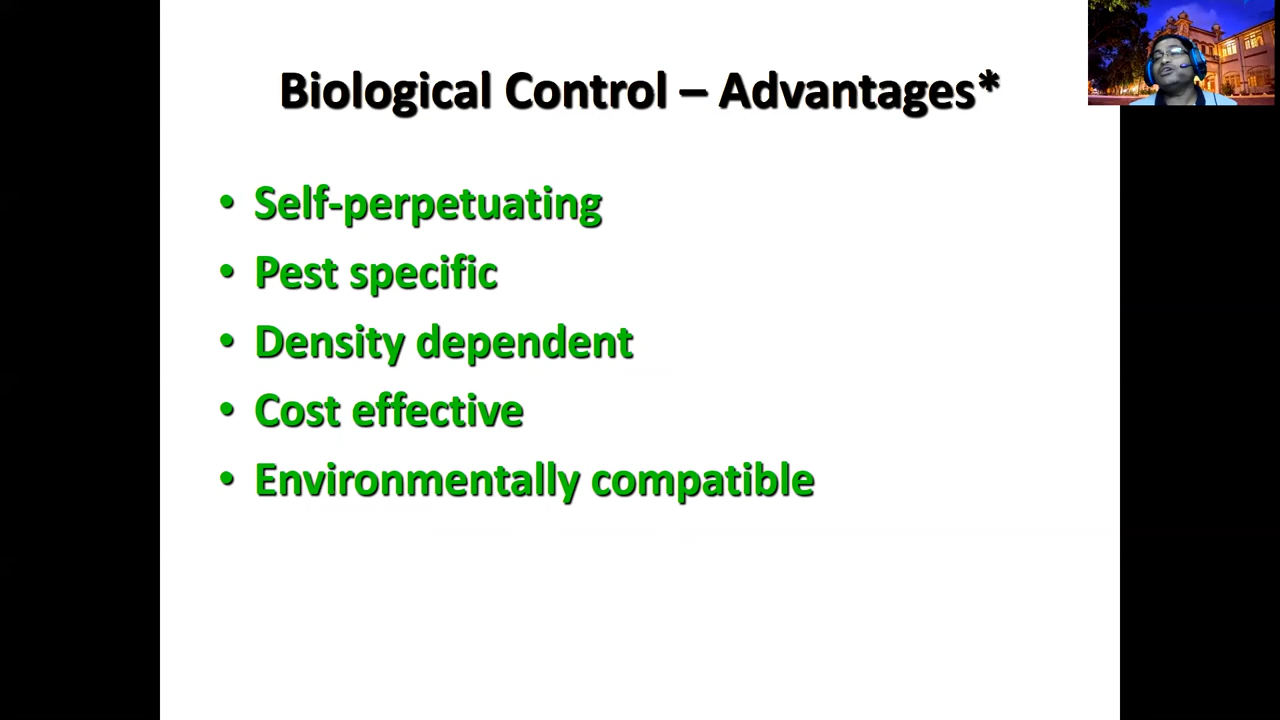 Biological Control – Advantages*
• Self-perpetuating
• Pest specific
• Density dependent
• Cost effective
• Environmentally compatible